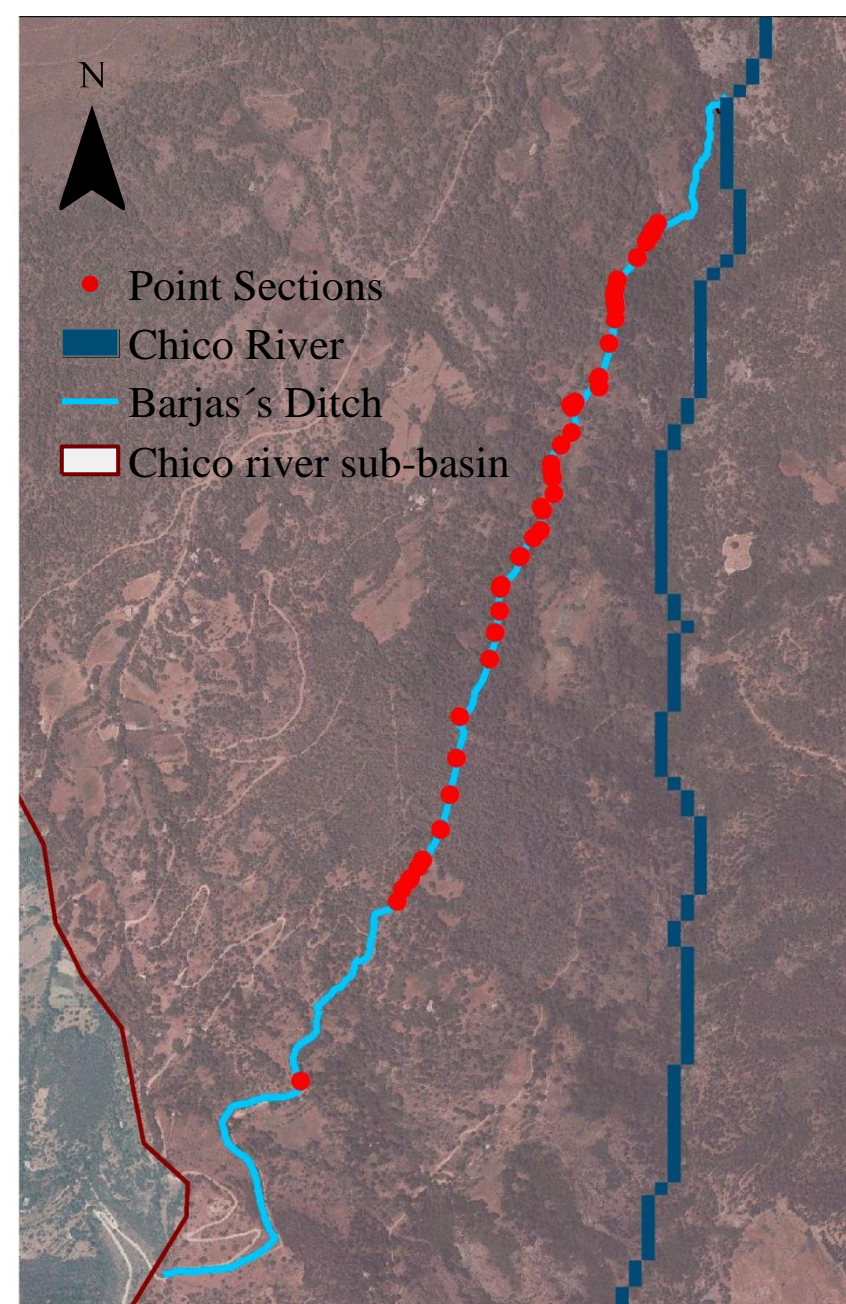 N
Point Sections
Chico River
Barjas´s Ditch
Chico river sub-basin